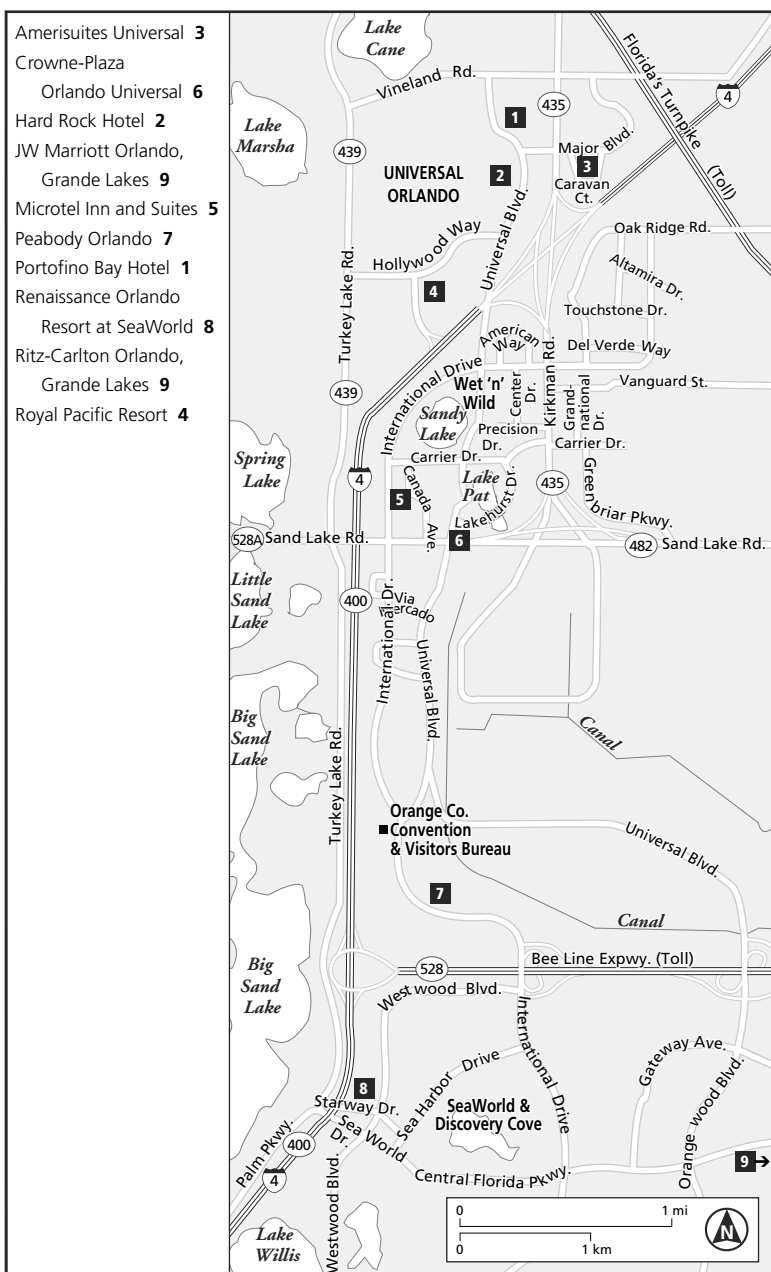 Amerisuites Universal 3
Crowne-Plaza
Orlando Universal 6
Hard Rock Hotel 2
JW Marriott Orlando,
Grande Lakes 9
Microtel Inn and Suites 5
Peabody Orlando 7
Portofino Bay Hotel 1
Renaissance Orlando
Resort at SeaWorld 8
Ritz-Carlton Orlando,
Grande Lakes 9
Royal Pacific Resort 4
Lake
Cane
Florida's Turnpike (Toll)
4
Vineland Rd.
435
1
Lake
Marsha
439
Major Blvd.
3
UNIVERSAL
ORLANDO
2
Caravan
Ct.
Universal Blvd.
Oak Ridge Rd.
Hollywood Way
Altamira Dr.
4
Turkey Lake Rd.
Touchstone Dr.
American
Way
Kirkman Rd.
Del Verde Way
International Drive
439
Wet 'n'
Wild
Center
Dr.
Grand-
national
Dr.
Vanguard St.
Sandy
Lake
Precision
Dr.
Carrier Dr.
Carrier Dr.
Spring
Lake
4
Canada
Ave.
Lake
Pat
435
5
Lakehurst Dr.
Greenbriar Pkwy.
528A
Sand Lake Rd.
6
482
Sand Lake Rd.
Little
Sand
Lake
400
Via
Mercado
International Dr.
Universal Blvd.
Big
Sand
Lake
Canal
Turkey Lake Rd.
Orange Co.
Convention
& Visitors Bureau
Universal Blvd.
7
Canal
Big
Sand
Lake
528
Bee Line Expwy. (Toll)
Westwood Blvd.
International Drive
Gateway Ave.
Sea Harbor Drive
8
Starway Dr.
SeaWorld &
Discovery Cove
Orangewood Blvd.
Palm Pkwy.
400
Sea World
Dr.
9
4
Central Florida Pkwy.
Westwood Blvd.
Lake
Willis
0 1 mi
0 1 km
N